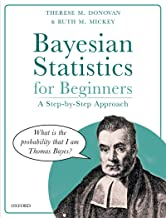 THERESE M. DONOVAN
& RUTH M. MICKEY
Bayesian
Statistics
for Beginners
A Step-by-Step Approach
What is the
probability that I am
Thomas Bayes?
OXFORD